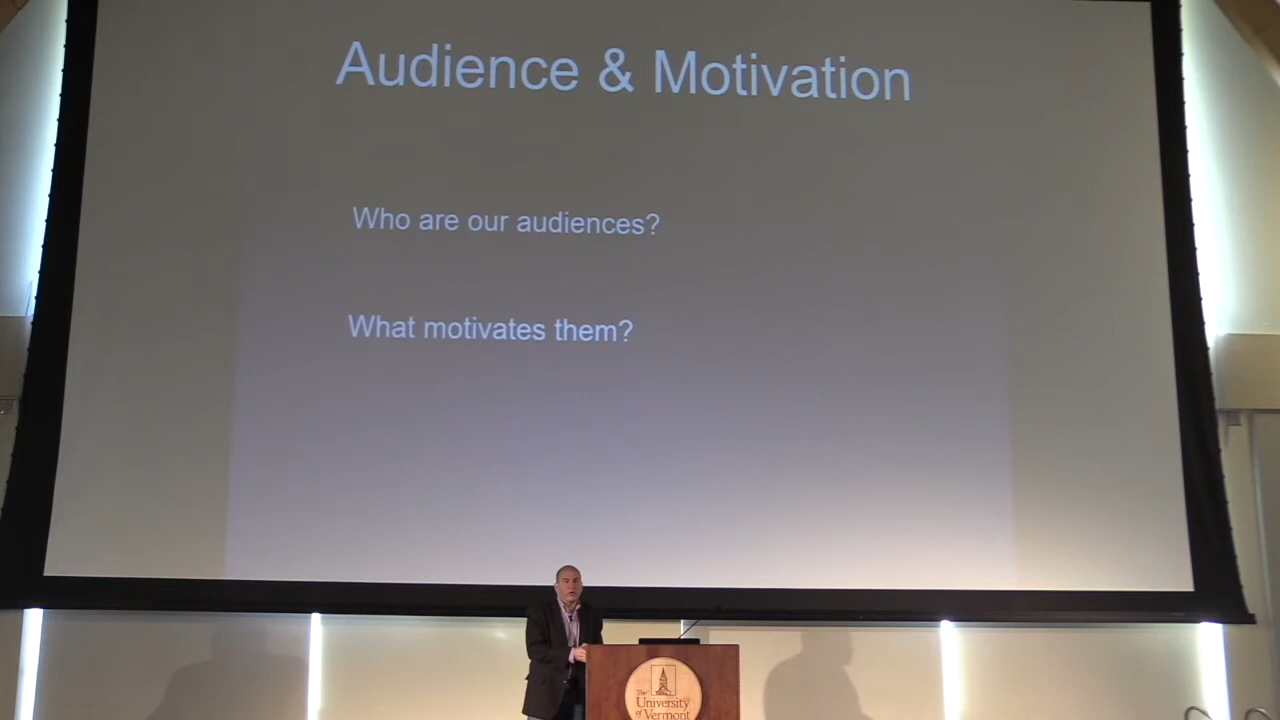 Audience & Motivation
Who are our audiences?
What motivates them?
The
University
of Vermont